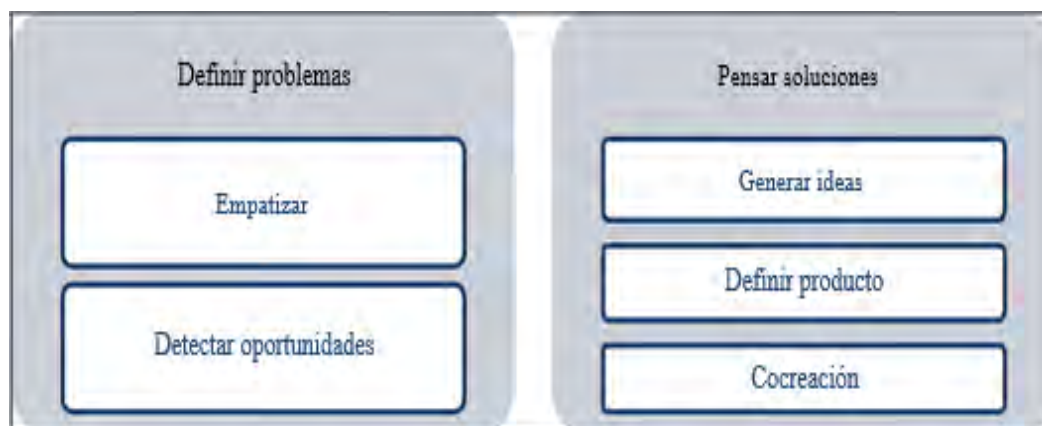 Definir problemas
Empatizar
Detectar oportunidades
Pensar soluciones
Generar ideas
Definir producto
Cocreación